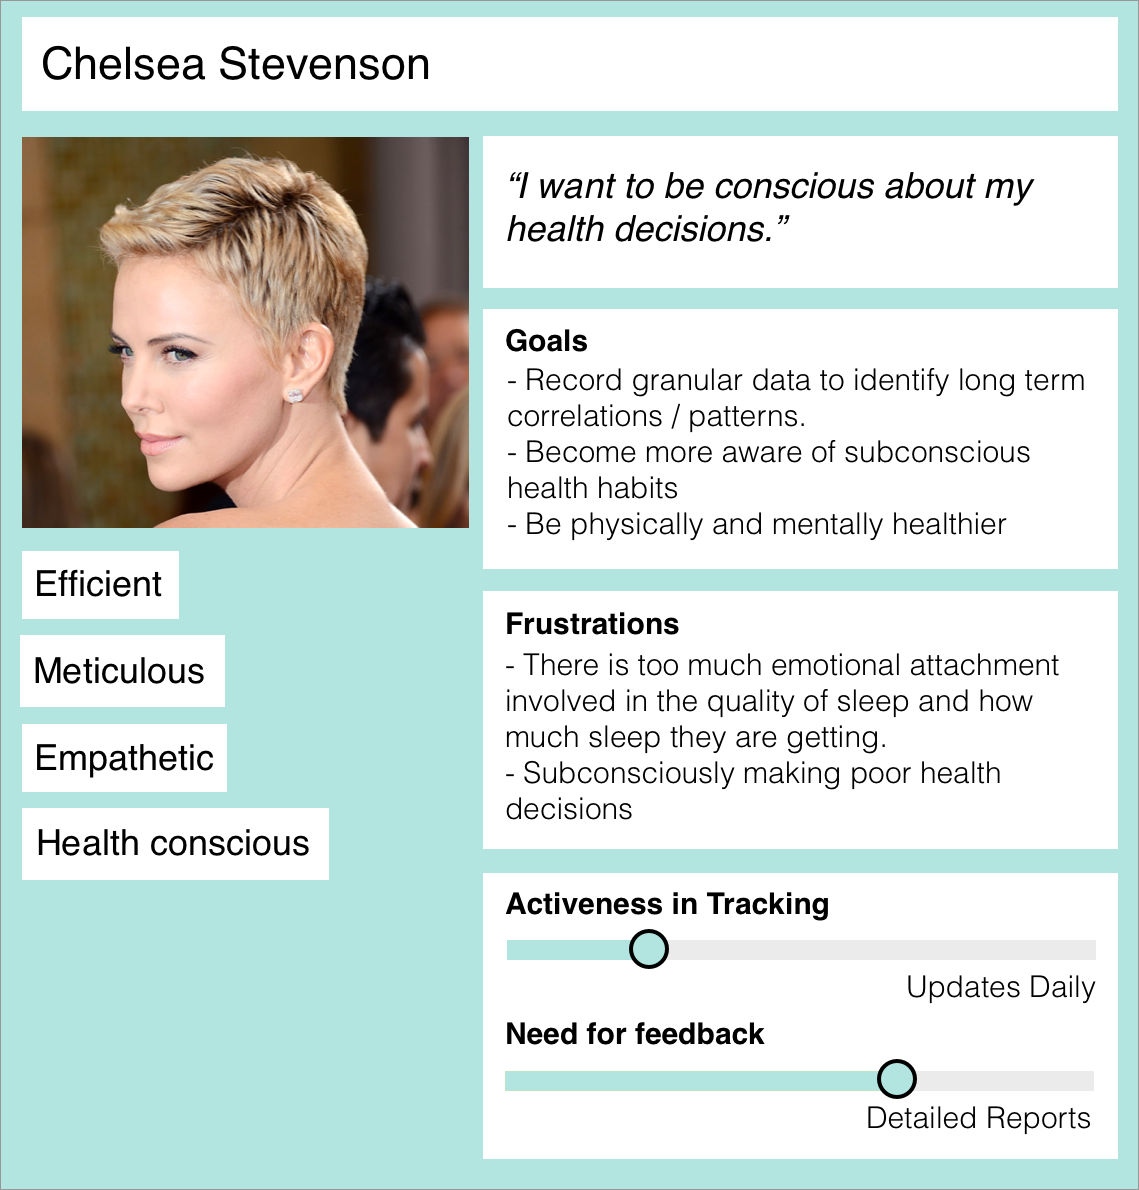 Chelsea Stevenson
“I want to be conscious about my
health decisions.”
Goals
- Record granular data to identify long term
correlations / patterns.
- Become more aware of subconscious
health habits
- Be physically and mentally healthier
Efficient
Meticulous
Empathetic
Health conscious
Frustrations
- There is too much emotional attachment
involved in the quality of sleep and how
much sleep they are getting.
- Subconsciously making poor health
decisions
Activeness in Tracking
Updates Daily
Need for feedback
Detailed Reports